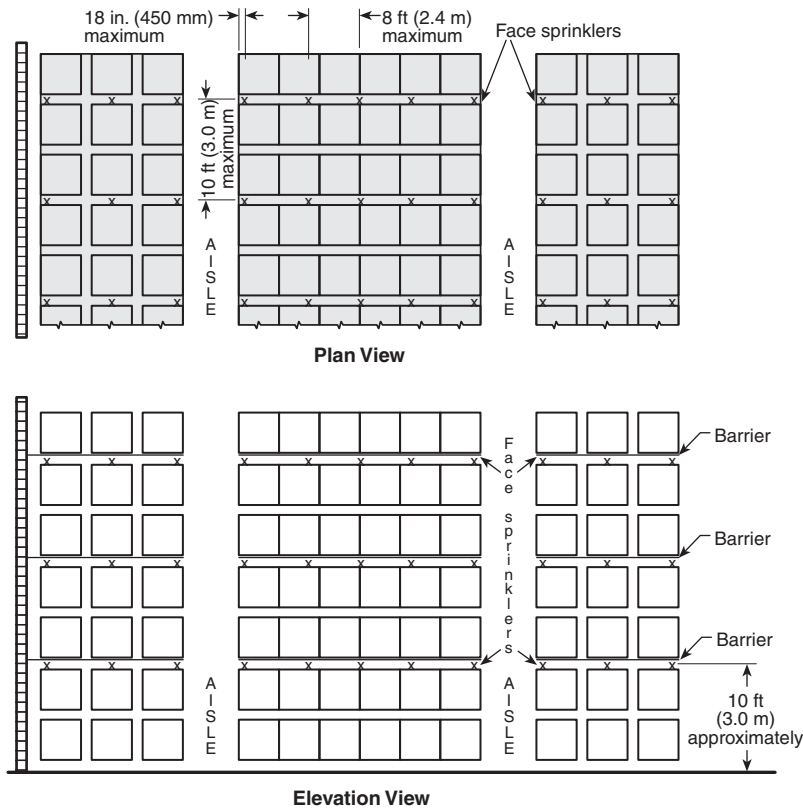 18 in. (450 mm)
maximum
8 ft (2.4 m)
maximum
Face sprinklers
x x x x x x x x x x x
10 ft (3.0 m)
maximum
x x x x x x x x x x x
AISLE
AISLE
x x x x x x x x x x x
Plan View
Barrier
x x x x x x x x x x x
Face sprinklers
Barrier
x x x x x x x x x x x
Barrier
x x x x x x x x x x x
AISLE
AISLE
10 ft
(3.0 m)
approximately
Elevation View